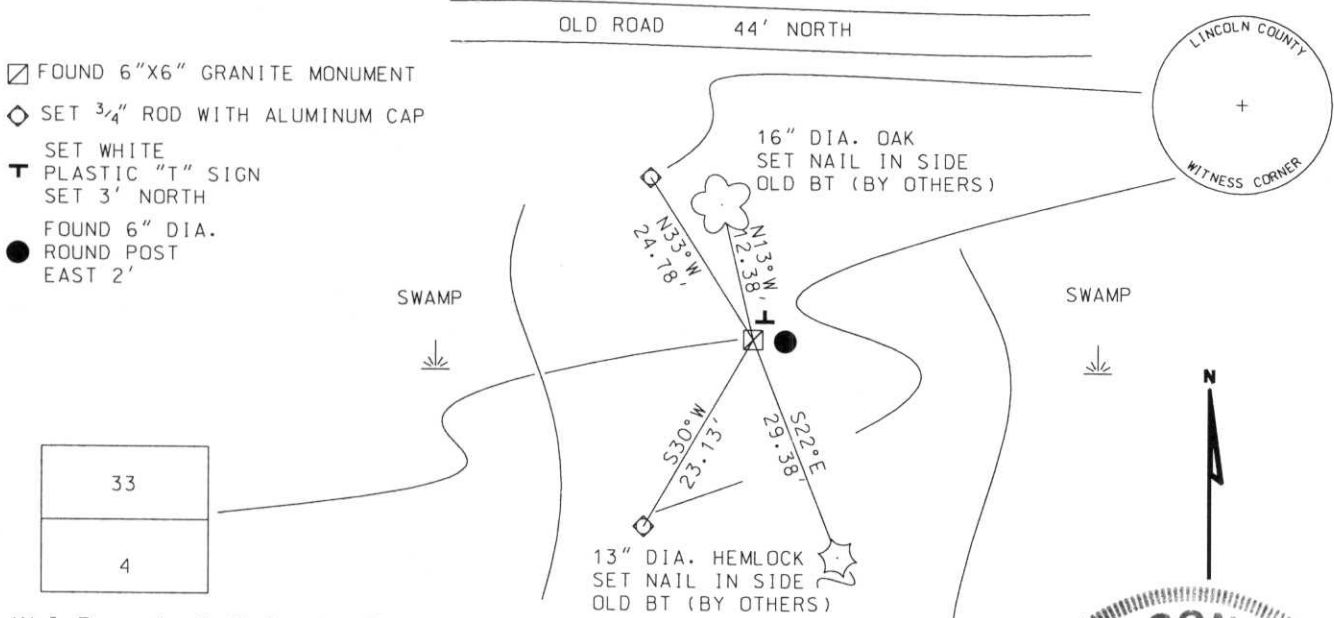 OLD ROAD 44' NORTH
LINCOLN COUNTY
+
WITNESS CORNER
FOUND 6"X6" GRANITE MONUMENT
SET 3/4" ROD WITH ALUMINUM CAP
SET WHITE
PLASTIC "T" SIGN
SET 3' NORTH
FOUND 6" DIA.
ROUND POST
EAST 2'
16" DIA. OAK
SET NAIL IN SIDE
OLD BT (BY OTHERS)
N33°W
24.78'
N13°W
12.38'
SWAMP
SWAMP
N
S30°W
23.13'
S22°E
29.38'
33
4
13" DIA. HEMLOCK
SET NAIL IN SIDE
OLD BT (BY OTHERS)